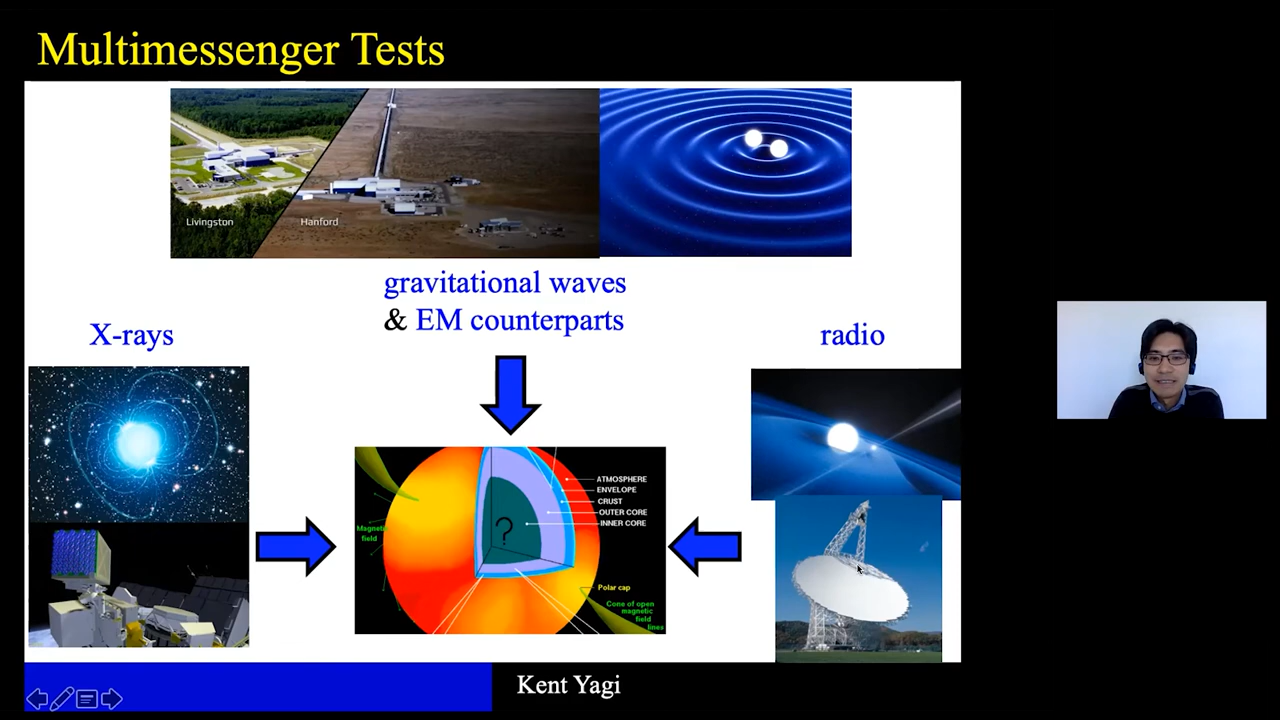 Multimessenger Tests
Livingston
Hanford
gravitational waves
& EM counterparts
X-rays
radio
ATMOSPHERE
ENVELOPE
CRUST
OUTER CORE
INNER CORE
?
Magnetic
field
Polar cap
Cone of open
magnetic
field
lines
Kent Yagi